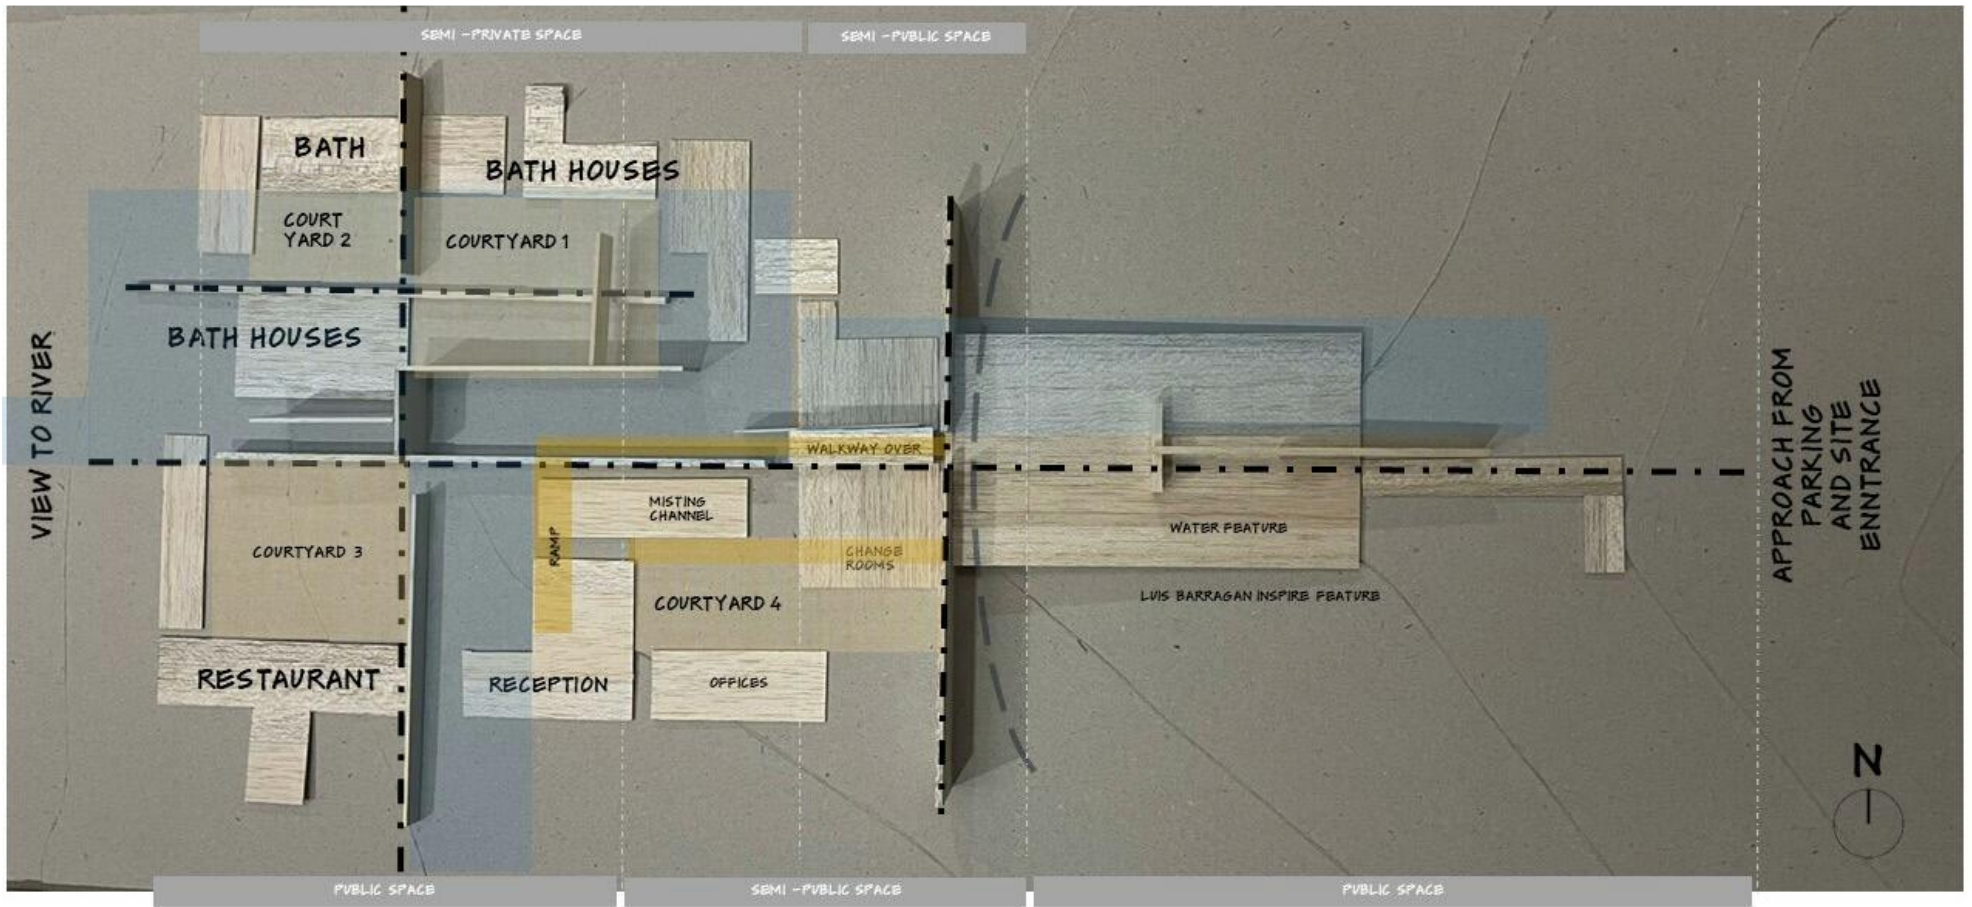 SEMI -PRIVATE SPACE
SEMI -PUBLIC SPACE
BATH
BATH HOUSES
COURT
YARD 2
COURTYARD 1
BATH HOUSES
VIEW TO RIVER
WALKWAY OVER
MISTING
CHANNEL
RAMP
COURTYARD 3
CHANGE
ROOMS
COURTYARD 4
WATER FEATURE
LUIS BARRAGAN INSPIRE FEATURE
APPROACH FROM
PARKING
AND SITE
ENNTRANCE
RESTAURANT
RECEPTION
OFFICES
N
PUBLIC SPACE
SEMI -PUBLIC SPACE
PUBLIC SPACE